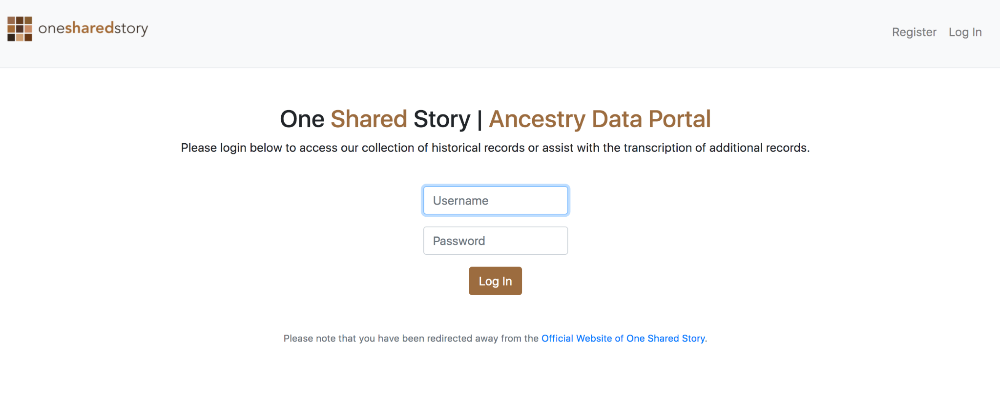 onesharedstory
Register Log In
One Shared Story | Ancestry Data Portal
Please login below to access our collection of historical records or assist with the transcription of additional records.
Username
Password
Log In
Please note that you have been redirected away from the Official Website of One Shared Story.